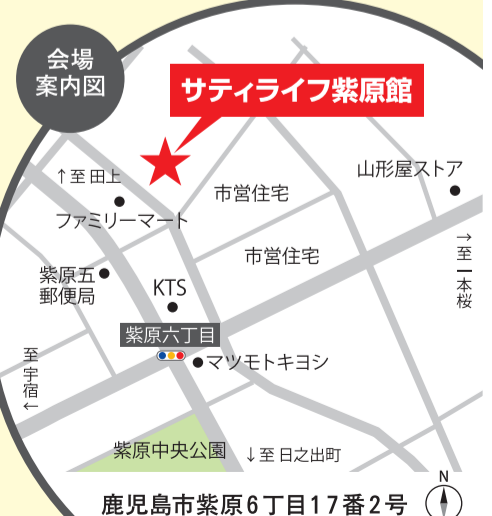 会場
案内図
サティライフ紫原館
山形屋ストア
↑至 田上
市営住宅
ファミリーマート
市営住宅
→至 一本桜
紫原五
郵便局
KTS
紫原六丁目
マツモトキヨシ
至 宇宿←
紫原中央公園
↓至 日之出町
鹿児島市紫原6丁目17番2号
N